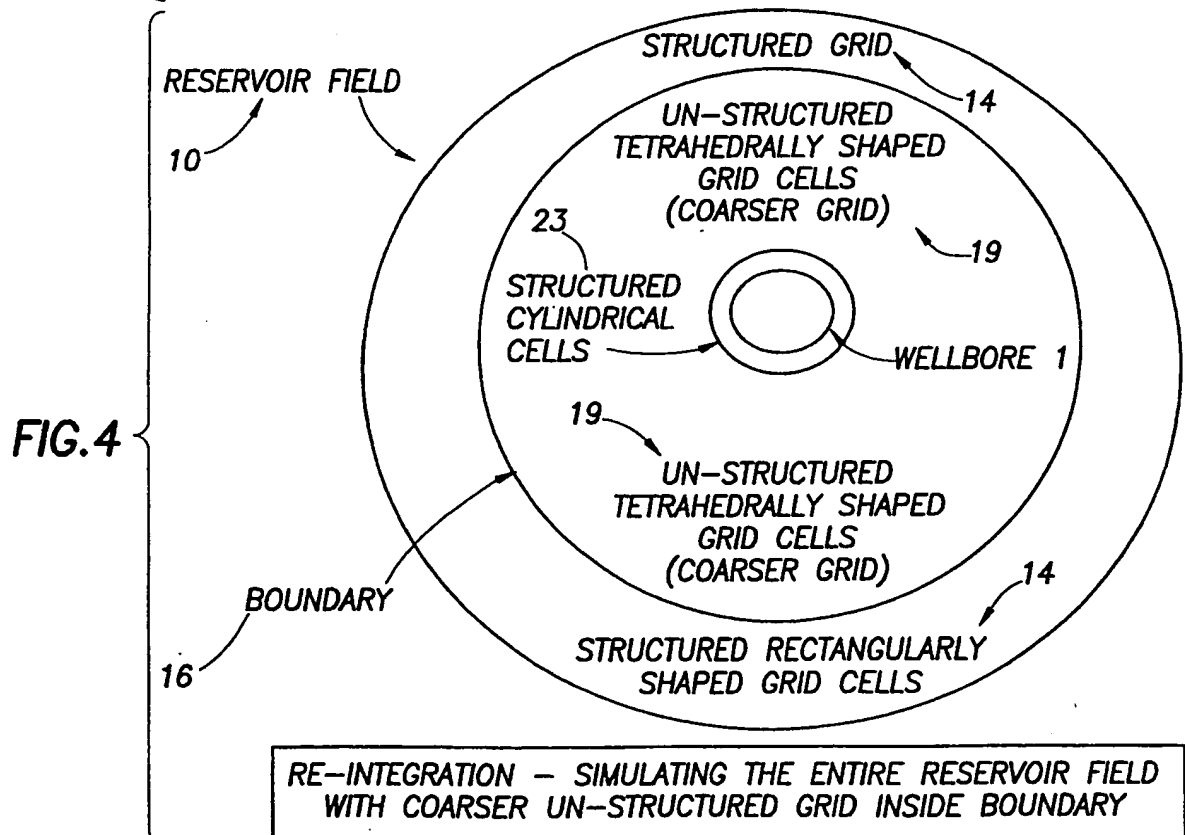 STRUCTURED GRID
14
RESERVOIR FIELD
10
UN-STRUCTURED
TETRAHEDRALLY SHAPED
GRID CELLS
(COARSER GRID)
19
23
STRUCTURED
CYLINDRICAL
CELLS
WELLBORE 1
FIG.4
19
UN-STRUCTURED
TETRAHEDRALLY SHAPED
GRID CELLS
(COARSER GRID)
14
BOUNDARY
16
STRUCTURED RECTANGULARLY
SHAPED GRID CELLS
RE-INTEGRATION - SIMULATING THE ENTIRE RESERVOIR FIELD
WITH COARSER UN-STRUCTURED GRID INSIDE BOUNDARY